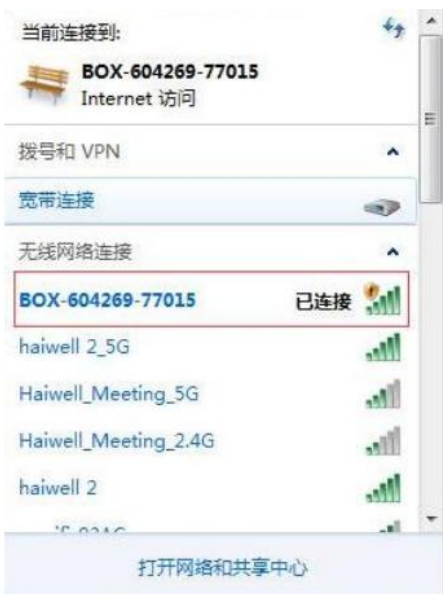 当前连接到:
BOX-604269-77015
Internet 访问
拨号和 VPN
宽带连接
无线网络连接
BOX-604269-77015 已连接
haiwell 2_5G
Haiwell_Meeting_5G
Haiwell_Meeting_2.4G
haiwell 2
打开网络和共享中心